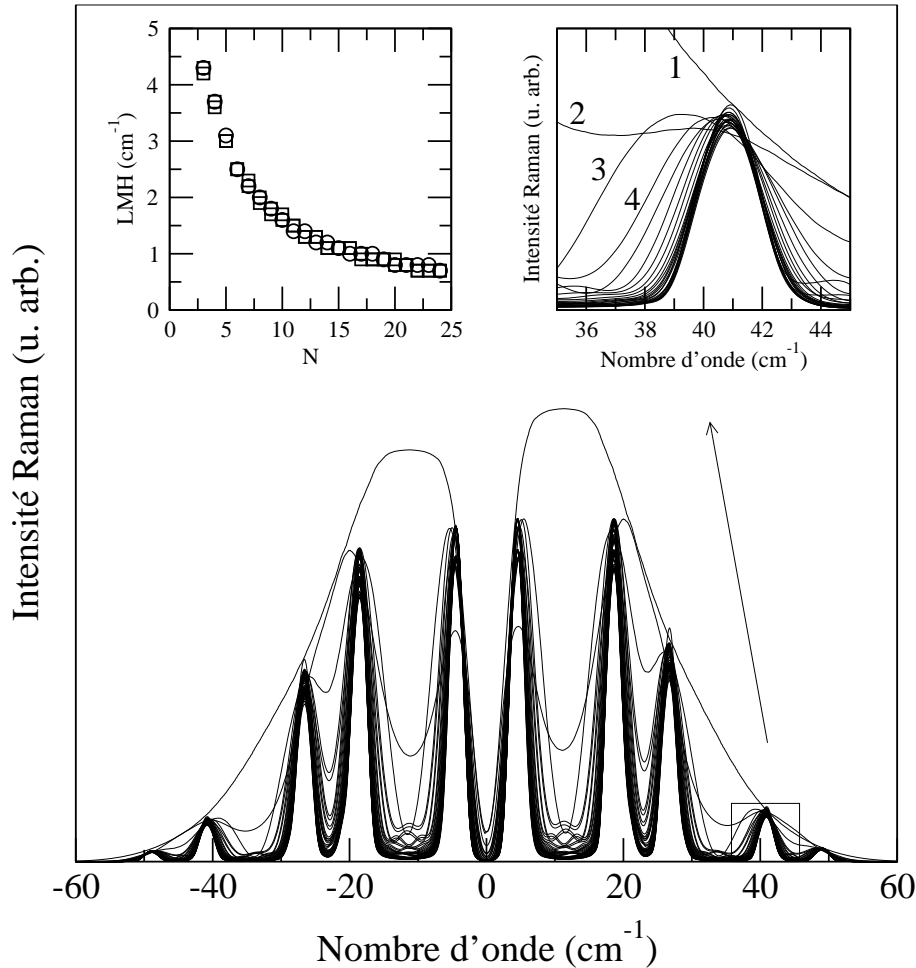 5
4
3
2
1
0
LMH (cm-1)
0 5 10 15 20 25
N
Intensité Raman (u. arb.)
1
2
3
4
36 38 40 42 44
Nombre d'onde (cm-1)
Intensité Raman (u. arb.)
-60 -40 -20 0 20 40 60
Nombre d'onde (cm-1)